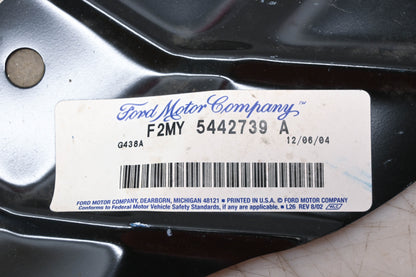 Ford Motor Company™
F2MY 5442739 A
G438A 12/06/04
FORD MOTOR COMPANY, DEARBORN, MICHIGAN 48121 • PRINTED IN U.S.A. © FORD MOTOR COMPANY
Conforms to Federal Motor Vehicle Safety Standards, if any are applicable. • L26 REV 8/02